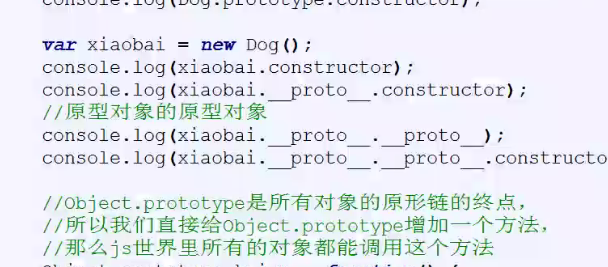 console.log(Dog.prototype.constructor);
var xiaobai = new Dog();
console.log(xiaobai.constructor);
console.log(xiaobai.__proto__.constructor);
//原型对象的原型对象
console.log(xiaobai.__proto__.__proto__);
console.log(xiaobai.__proto__.__proto__.constructo
//Object.prototype是所有对象的原形链的终点,
//所以我们直接给Object.prototype增加一个方法,
//那么js世界里所有的对象都能调用这个方法